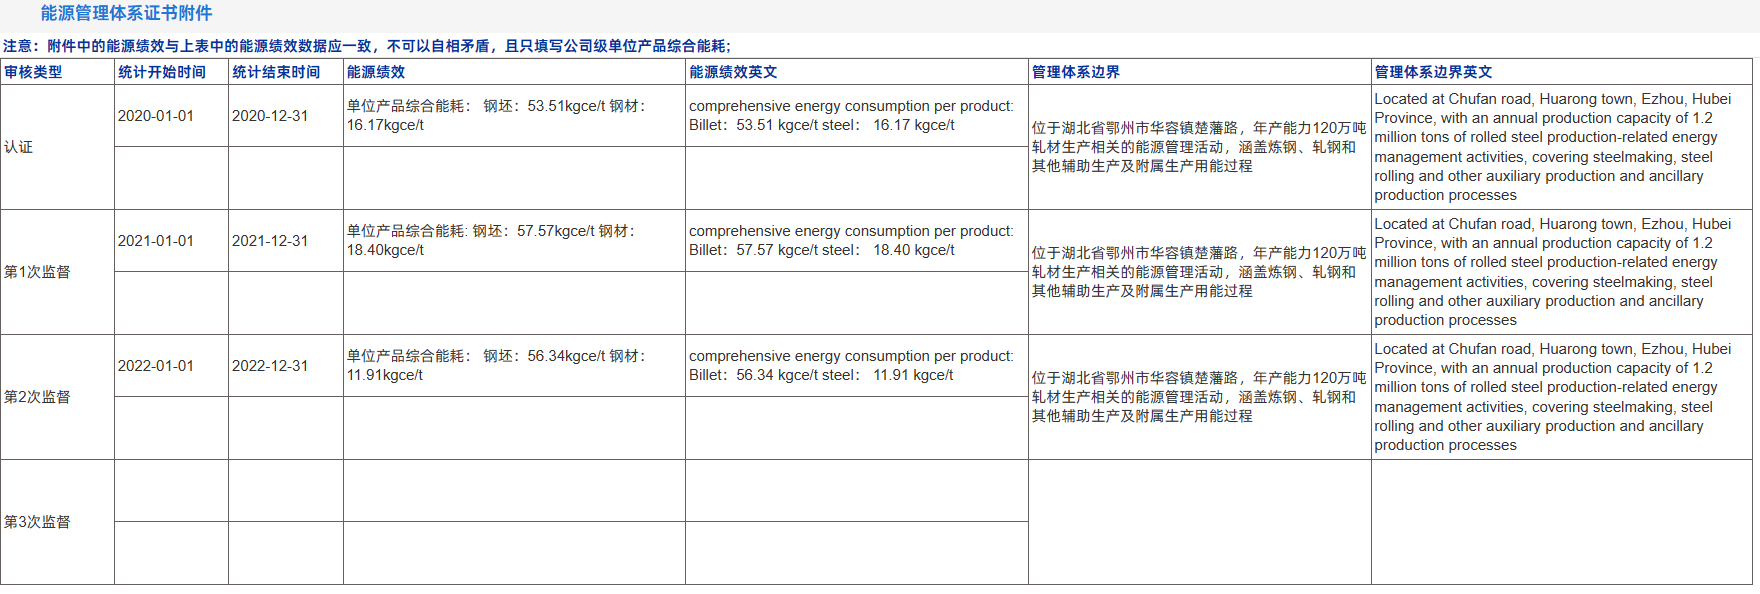 能源管理体系证书附件
注意：附件中的能源绩效与上表中的能源绩效数据应一致，不可以自相矛盾，且只填写公司级单位产品综合能耗；
审核类型 统计开始时间 统计结束时间 能源绩效 能源绩效英文 管理体系边界 管理体系边界英文
认证
2020-01-01
2020-12-31
单位产品综合能耗： 钢坯：53.51kgce/t 钢材：
16.17kgce/t
comprehensive energy consumption per product:
Billet：53.51 kgce/t steel： 16.17 kgce/t
位于湖北省鄂州市华容镇楚藩路，年产能力120万吨
轧材生产相关的能源管理活动，涵盖炼钢、轧钢和
其他辅助生产及附属生产用能过程
Located at Chufan road, Huarong town, Ezhou, Hubei
Province, with an annual production capacity of 1.2
million tons of rolled steel production-related energy
management activities, covering steelmaking, steel
rolling and other auxiliary production and ancillary
production processes
第1次监督
2021-01-01
2021-12-31
单位产品综合能耗: 钢坯：57.57kgce/t 钢材：
18.40kgce/t
comprehensive energy consumption per product:
Billet：57.57 kgce/t steel： 18.40 kgce/t
位于湖北省鄂州市华容镇楚藩路，年产能力120万吨
轧材生产相关的能源管理活动，涵盖炼钢、轧钢和
其他辅助生产及附属生产用能过程
Located at Chufan road, Huarong town, Ezhou, Hubei
Province, with an annual production capacity of 1.2
million tons of rolled steel production-related energy
management activities, covering steelmaking, steel
rolling and other auxiliary production and ancillary
production processes
第2次监督
2022-01-01
2022-12-31
单位产品综合能耗： 钢坯：56.34kgce/t 钢材：
11.91kgce/t
comprehensive energy consumption per product:
Billet：56.34 kgce/t steel： 11.91 kgce/t
位于湖北省鄂州市华容镇楚藩路，年产能力120万吨
轧材生产相关的能源管理活动，涵盖炼钢、轧钢和
其他辅助生产及附属生产用能过程
Located at Chufan road, Huarong town, Ezhou, Hubei
Province, with an annual production capacity of 1.2
million tons of rolled steel production-related energy
management activities, covering steelmaking, steel
rolling and other auxiliary production and ancillary
production processes
第3次监督